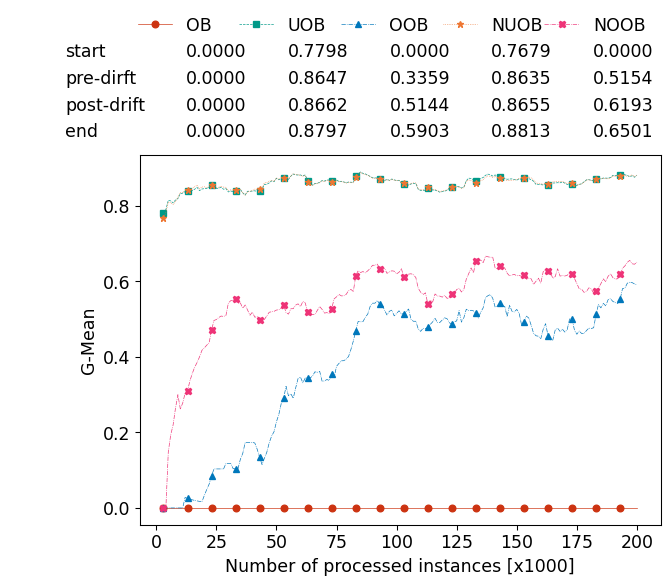 OB UOB OOB NUOB NOOB
start 0.0000 0.7798 0.0000 0.7679 0.0000
pre-dirft 0.0000 0.8647 0.3359 0.8635 0.5154
post-drift 0.0000 0.8662 0.5144 0.8655 0.6193
end 0.0000 0.8797 0.5903 0.8813 0.6501
0.8
0.6
0.4
0.2
0.0
G-Mean
0 25 50 75 100 125 150 175 200
Number of processed instances [x1000]